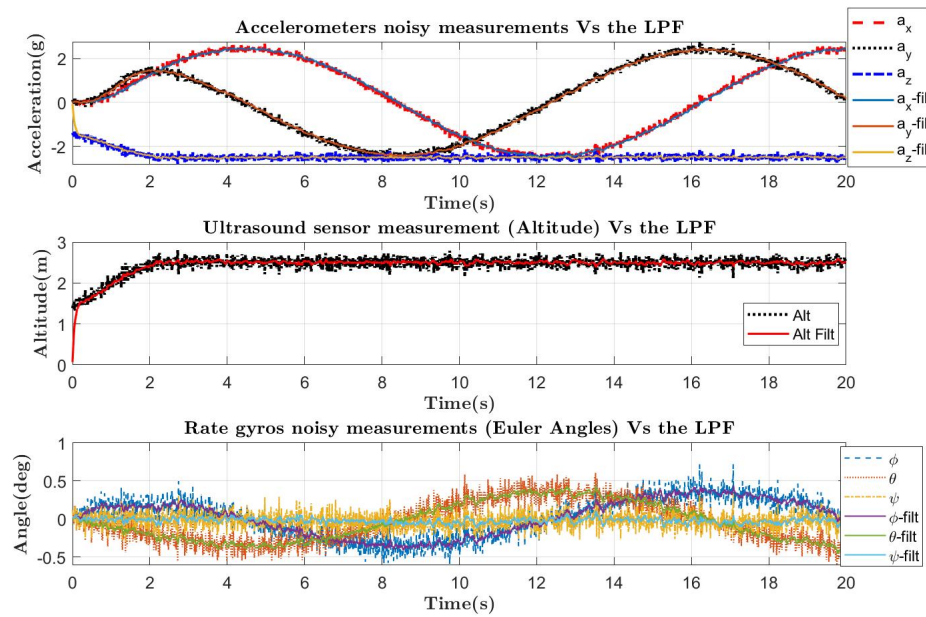 Accelerometers noisy measurements Vs the LPF
Acceleration(g)
2
0
-2
0 2 4 6 8 10 12 14 16 18 20
Time(s)
a_x
a_y
a_z
a_x-filt
a_y-filt
a_z-filt
Ultrasound sensor measurement (Altitude) Vs the LPF
Altitude(m)
3
2
1
0
0 2 4 6 8 10 12 14 16 18 20
Time(s)
Alt
Alt Filt
Rate gyros noisy measurements (Euler Angles) Vs the LPF
Angle(deg)
1
0.5
0
-0.5
0 2 4 6 8 10 12 14 16 18 20
Time(s)
ϕ
θ
ψ
ϕ-filt
θ-filt
ψ-filt